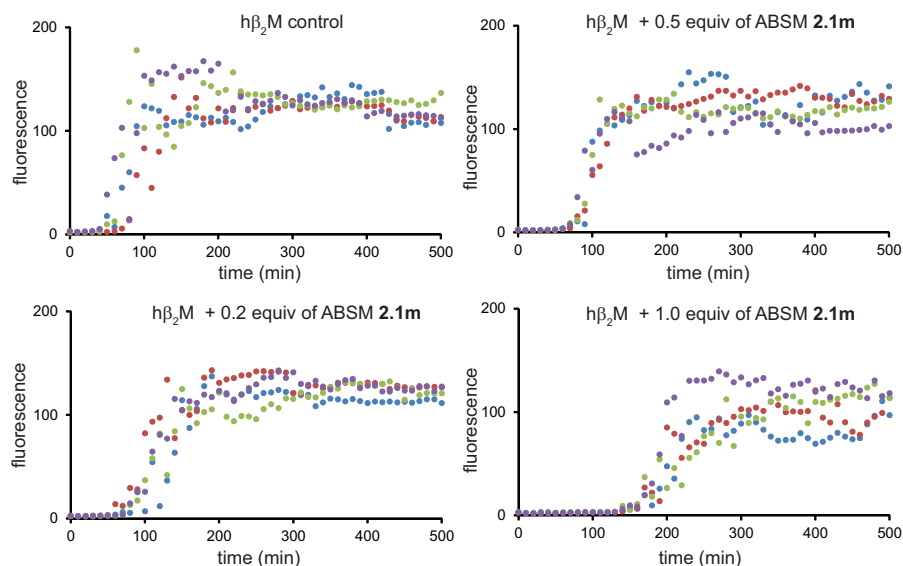 hβ₂M control
200
100
0
fluorescence
0 100 200 300 400 500
time (min)
hβ₂M + 0.5 equiv of ABSM 2.1m
200
100
0
fluorescence
0 100 200 300 400 500
time (min)
hβ₂M + 0.2 equiv of ABSM 2.1m
200
100
0
fluorescence
0 100 200 300 400 500
time (min)
hβ₂M + 1.0 equiv of ABSM 2.1m
200
100
0
fluorescence
0 100 200 300 400 500
time (min)